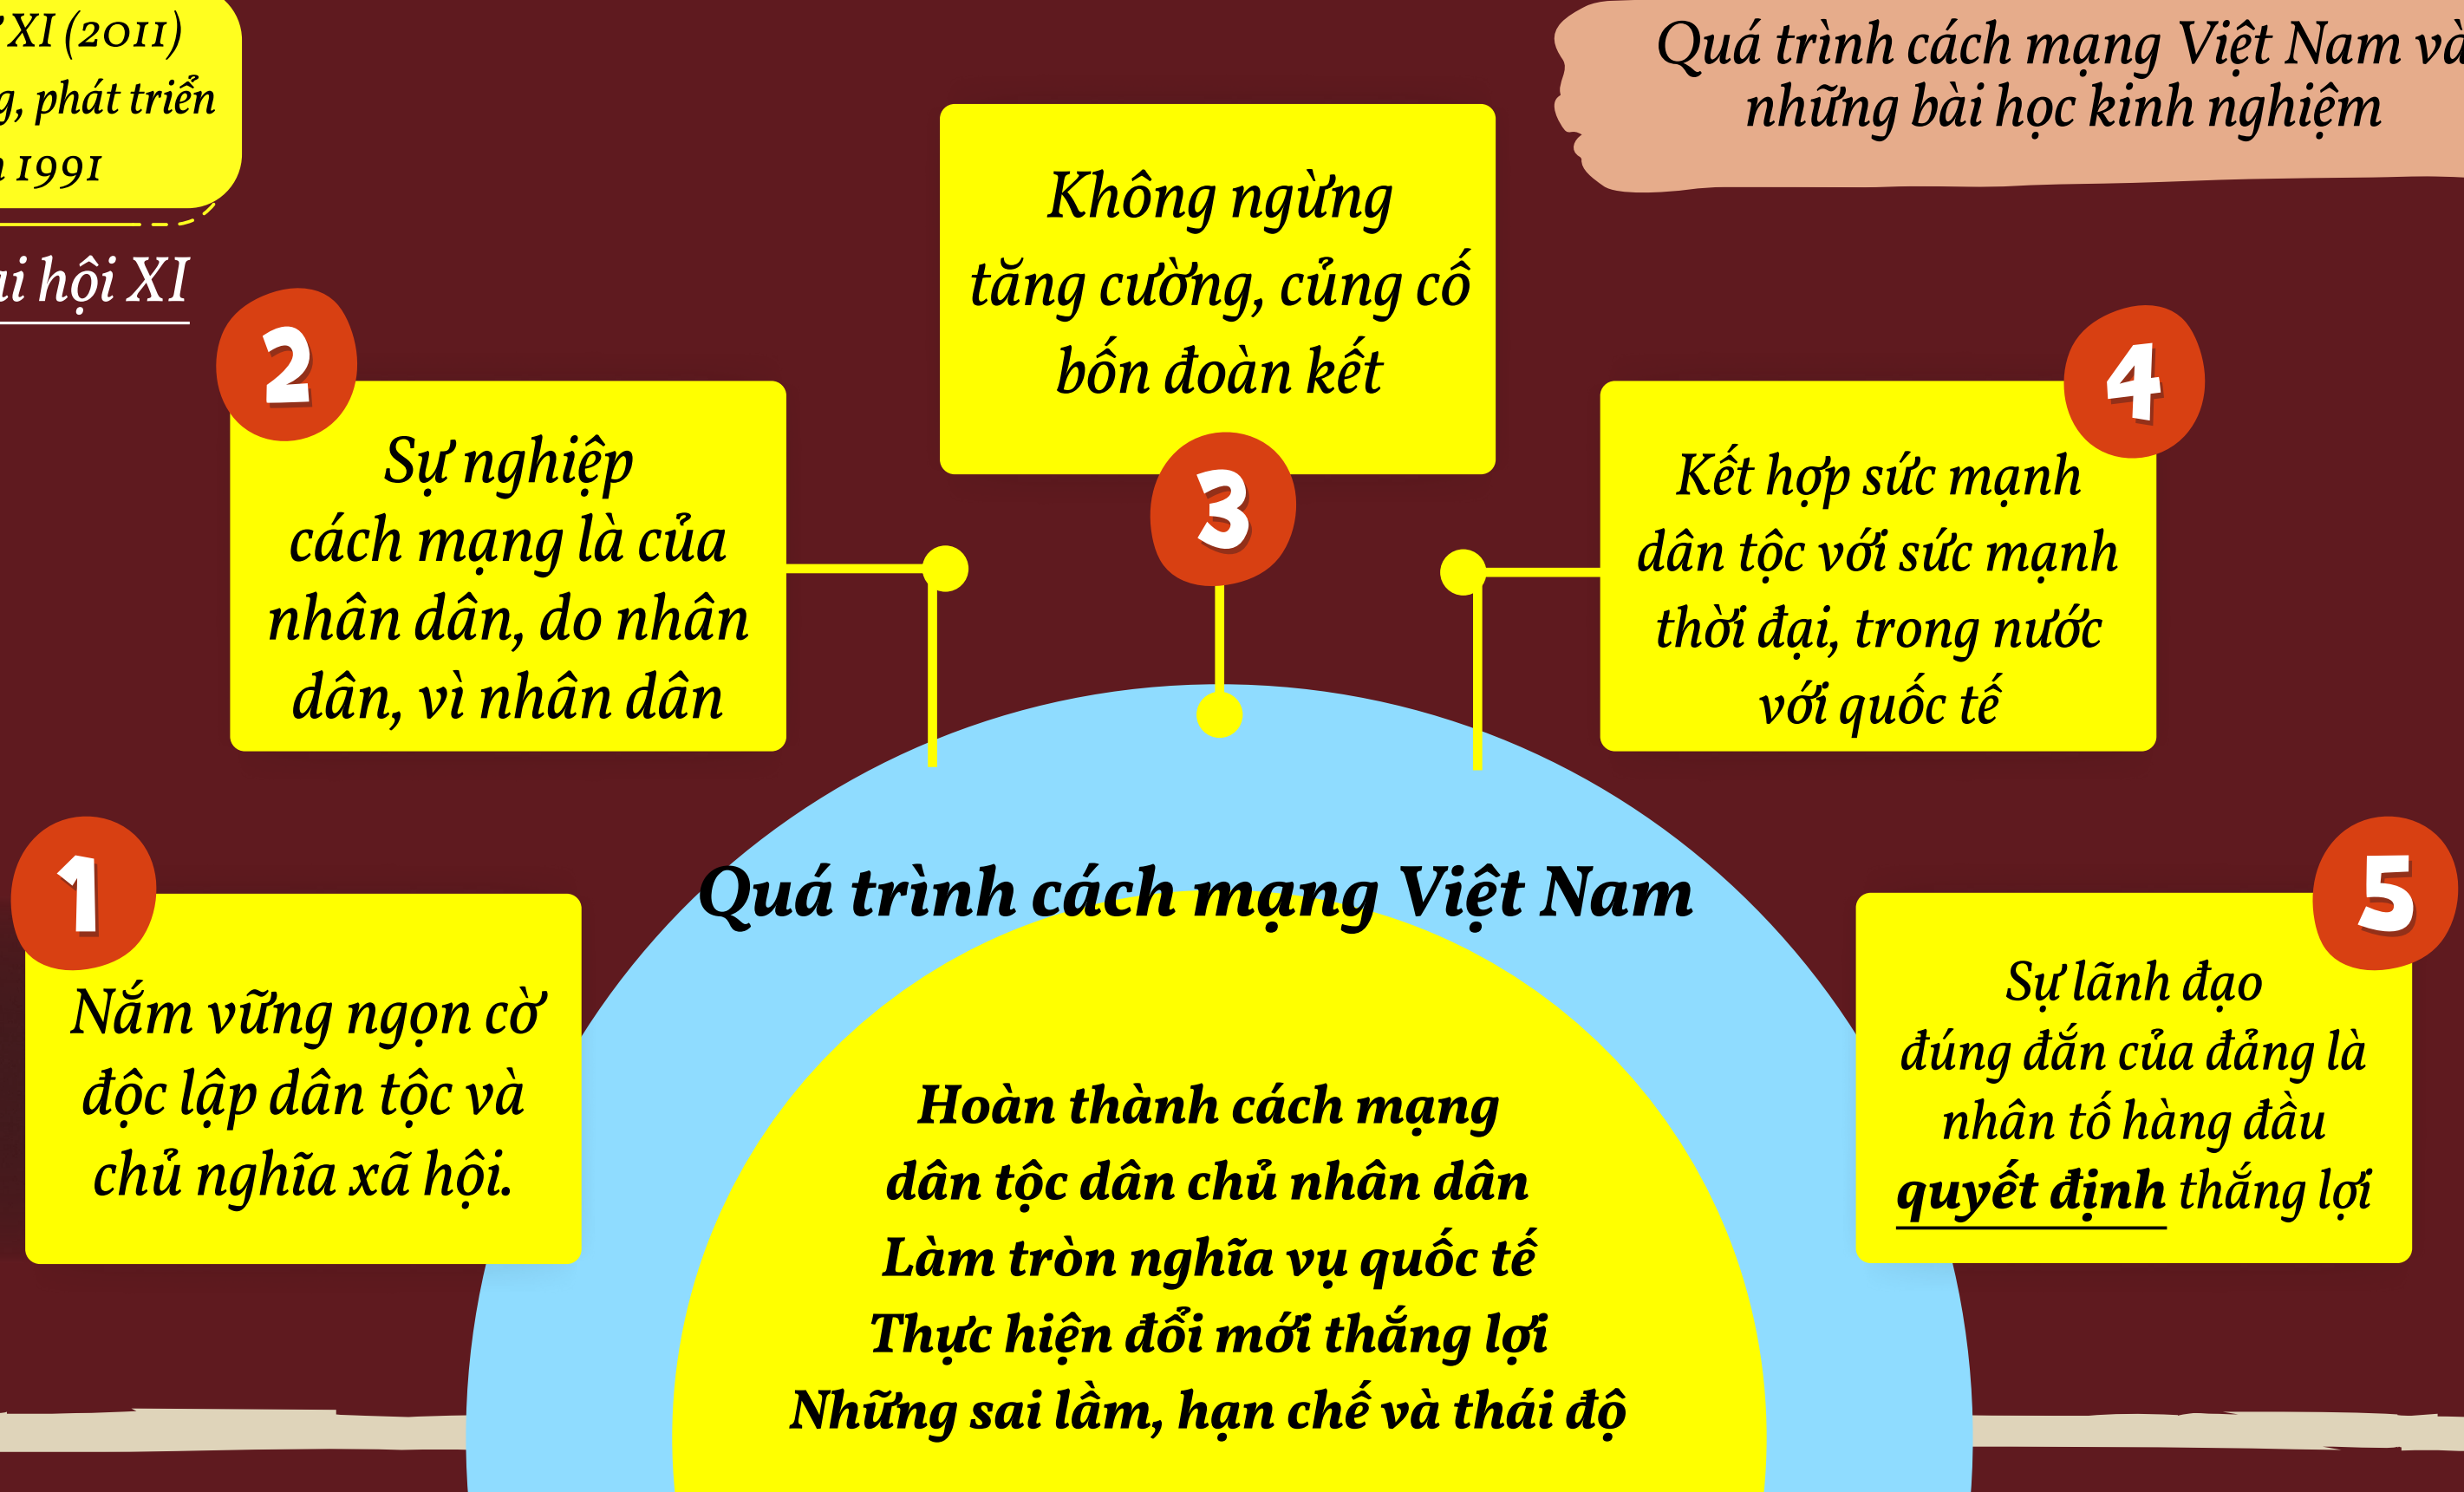 XI (2011)
phát triển
1991
hội XI
Quá trình cách mạng Việt Nam và
những bài học kinh nghiệm
Không ngừng
tăng cường, củng cố
bốn đoàn kết
3
2
Sự nghiệp
cách mạng là của
nhân dân, do nhân
dân, vì nhân dân
4
Kết hợp sức mạnh
dân tộc với sức mạnh
thời đại, trong nước
với quốc tế
1
Nắm vững ngọn cờ
độc lập dân tộc và
chủ nghĩa xã hội.
Quá trình cách mạng Việt Nam
Hoàn thành cách mạng
dân tộc dân chủ nhân dân
Làm tròn nghĩa vụ quốc tế
Thực hiện đổi mới thắng lợi
Những sai lầm, hạn chế và thái độ
5
Sự lãnh đạo
đúng đắn của đảng là
nhân tố hàng đầu
quyết định thắng lợi